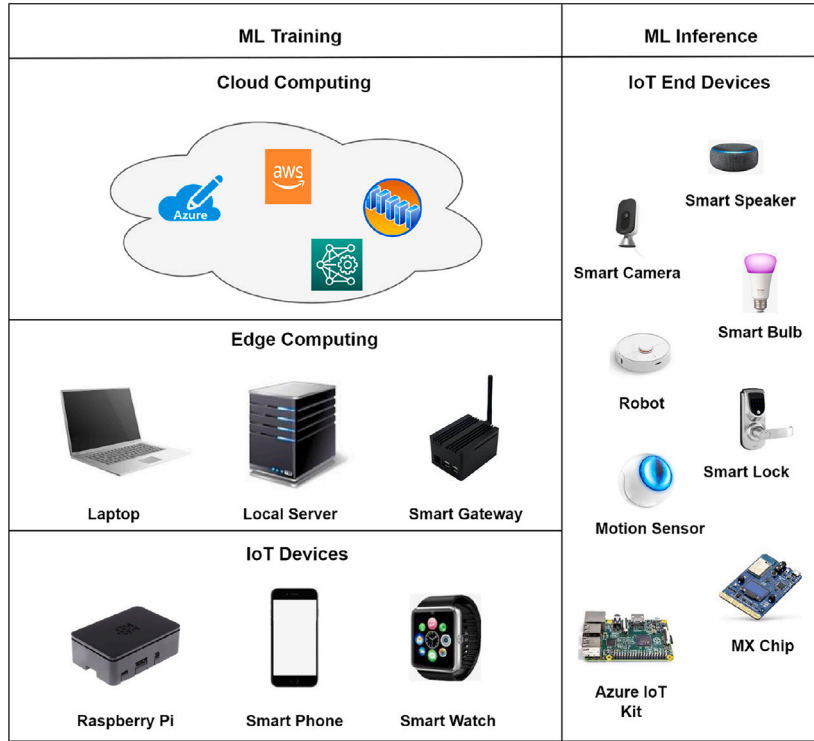 ML Training
ML Inference
Cloud Computing
Azure
aws
Edge Computing
Laptop
Local Server
Smart Gateway
IoT Devices
Raspberry Pi
Smart Phone
Smart Watch
IoT End Devices
Smart Speaker
Smart Camera
Smart Bulb
Robot
Smart Lock
Motion Sensor
MX Chip
Azure IoT
Kit